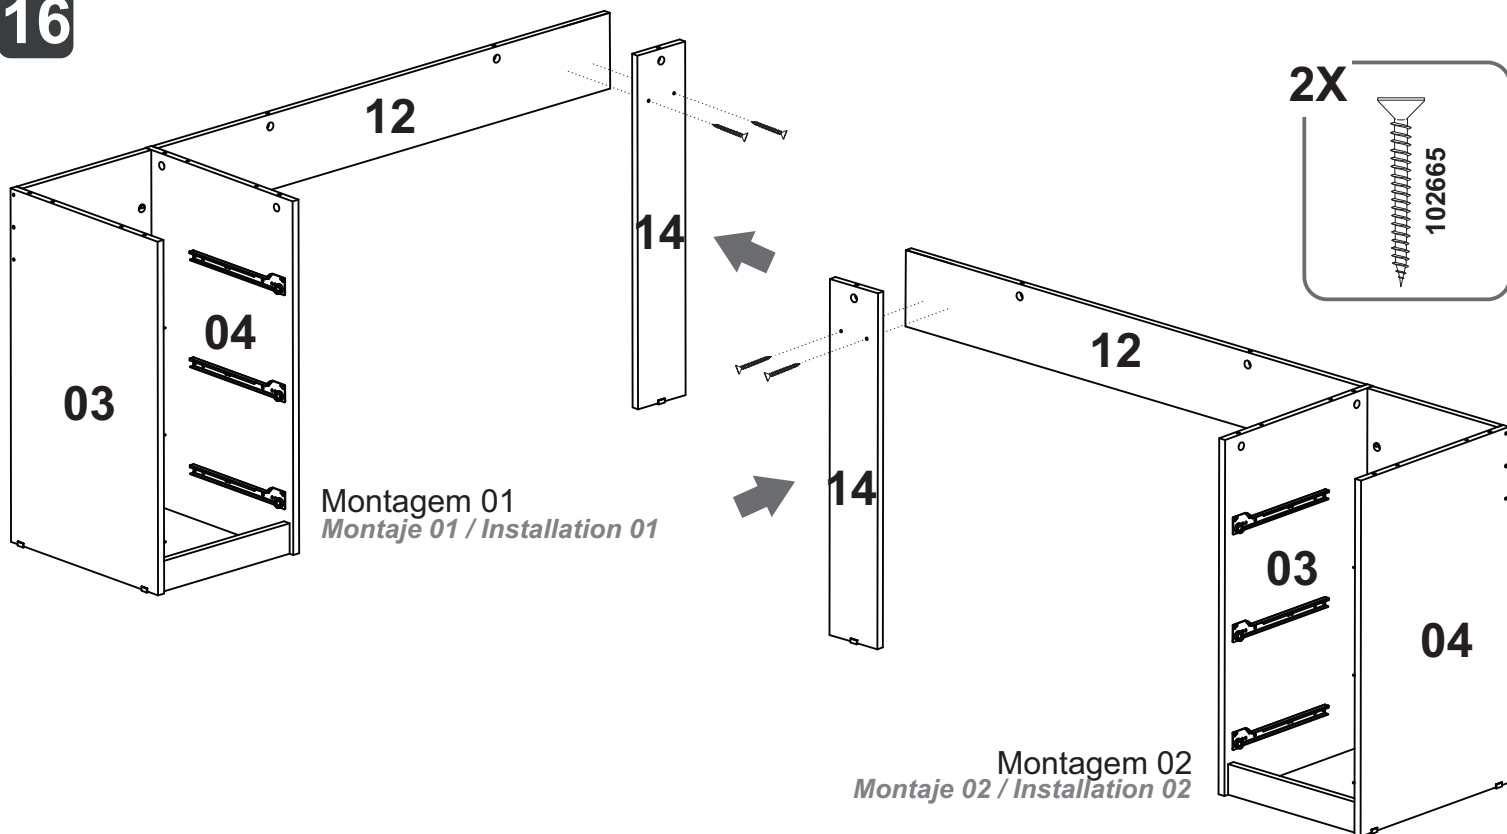 16
12
14
04
03
Montagem 01
Montaje 01 / Installation 01
2X
102665
12
14
03
04
Montagem 02
Montaje 02 / Installation 02